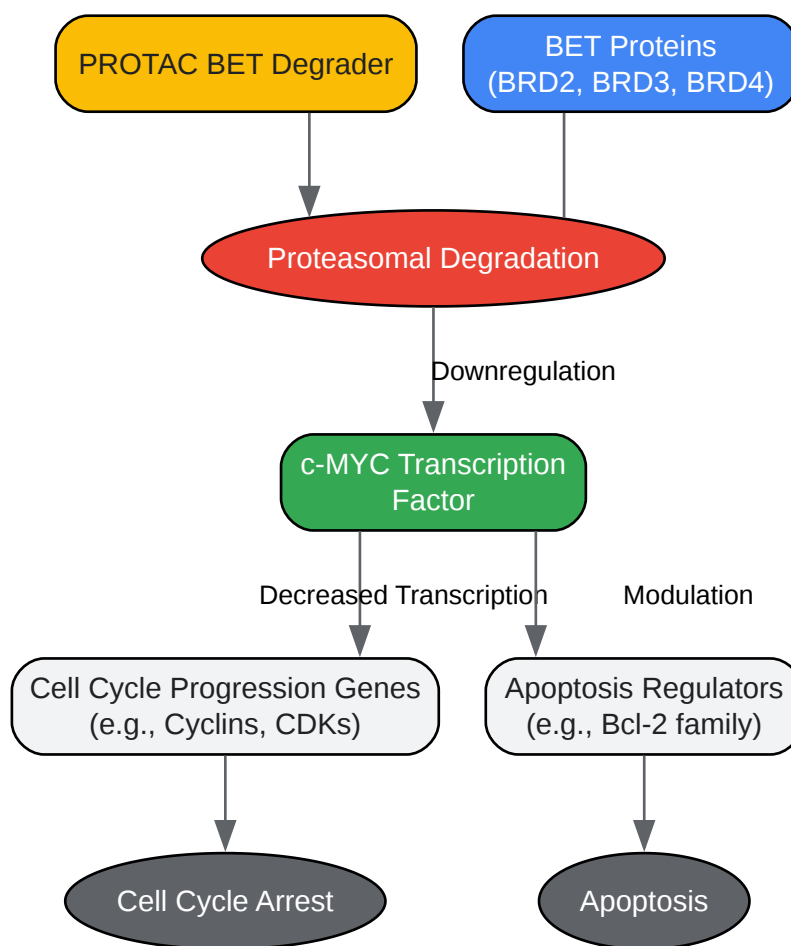 PROTAC BET Degrader
BET Proteins
(BRD2, BRD3, BRD4)
Proteasomal Degradation
Downregulation
c-MYC Transcription
Factor
Decreased Transcription
Modulation
Cell Cycle Progression Genes
(e.g., Cyclins, CDKs)
Apoptosis Regulators
(e.g., Bcl-2 family)
Cell Cycle Arrest
Apoptosis